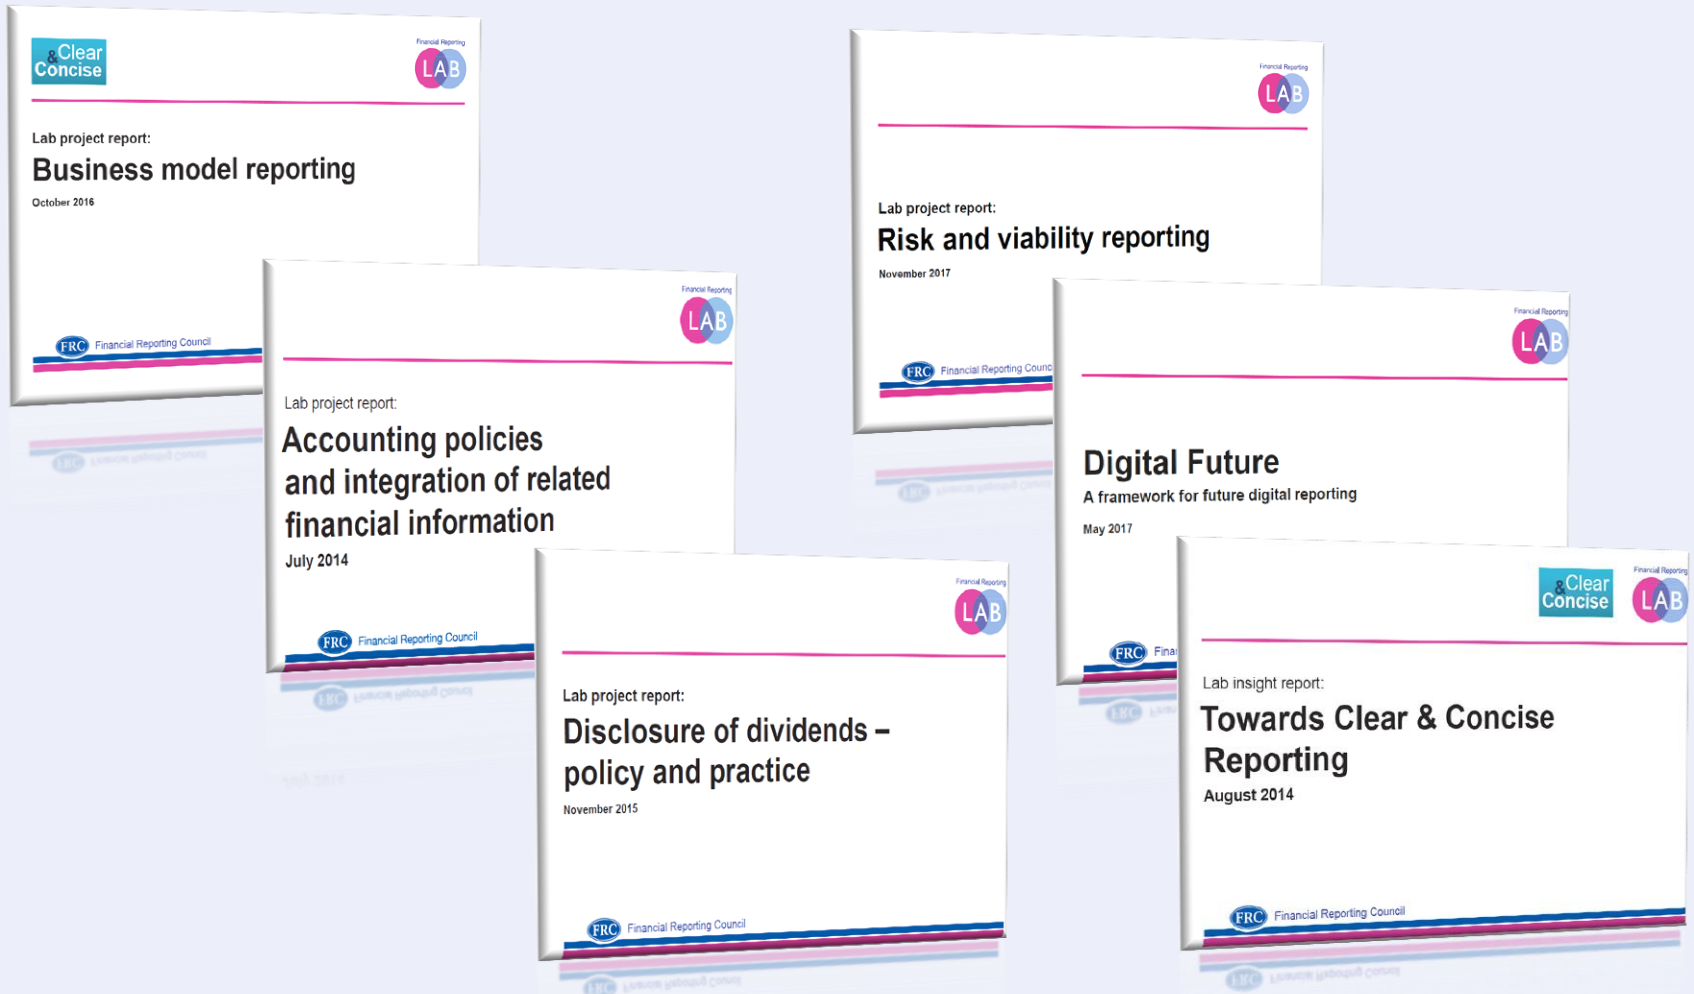 &Clear
Concise
Financial Reporting
LAB
Lab project report:
Business model reporting
October 2016
FRC Financial Reporting Council
Financial Reporting
LAB
Lab project report:
Accounting policies
and integration of related
financial information
July 2014
FRC Financial Reporting Council
Financial Reporting
LAB
Lab project report:
Disclosure of dividends –
policy and practice
November 2015
FRC Financial Reporting Council
Financial Reporting
LAB
Lab project report:
Risk and viability reporting
November 2017
FRC Financial Reporting Counc
Financial Reporting
LAB
Digital Future
A framework for future digital reporting
May 2017
FRC Fina
&Clear
Concise
Financial Reporting
LAB
Lab insight report:
Towards Clear & Concise
Reporting
August 2014
FRC Financial Reporting Council